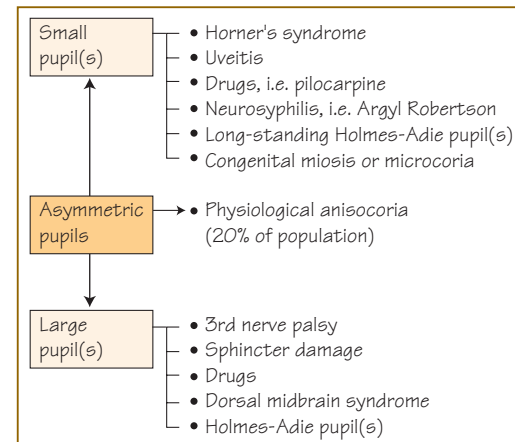 Small
pupil(s)
• Horner's syndrome
• Uveitis
• Drugs, i.e. pilocarpine
• Neurosyphilis, i.e. Argyl Robertson
• Long-standing Holmes-Adie pupil(s)
• Congenital miosis or microcoria
Asymmetric
pupils
• Physiological anisocoria
(20% of population)
Large
pupil(s)
• 3rd nerve palsy
• Sphincter damage
• Drugs
• Dorsal midbrain syndrome
• Holmes-Adie pupil(s)